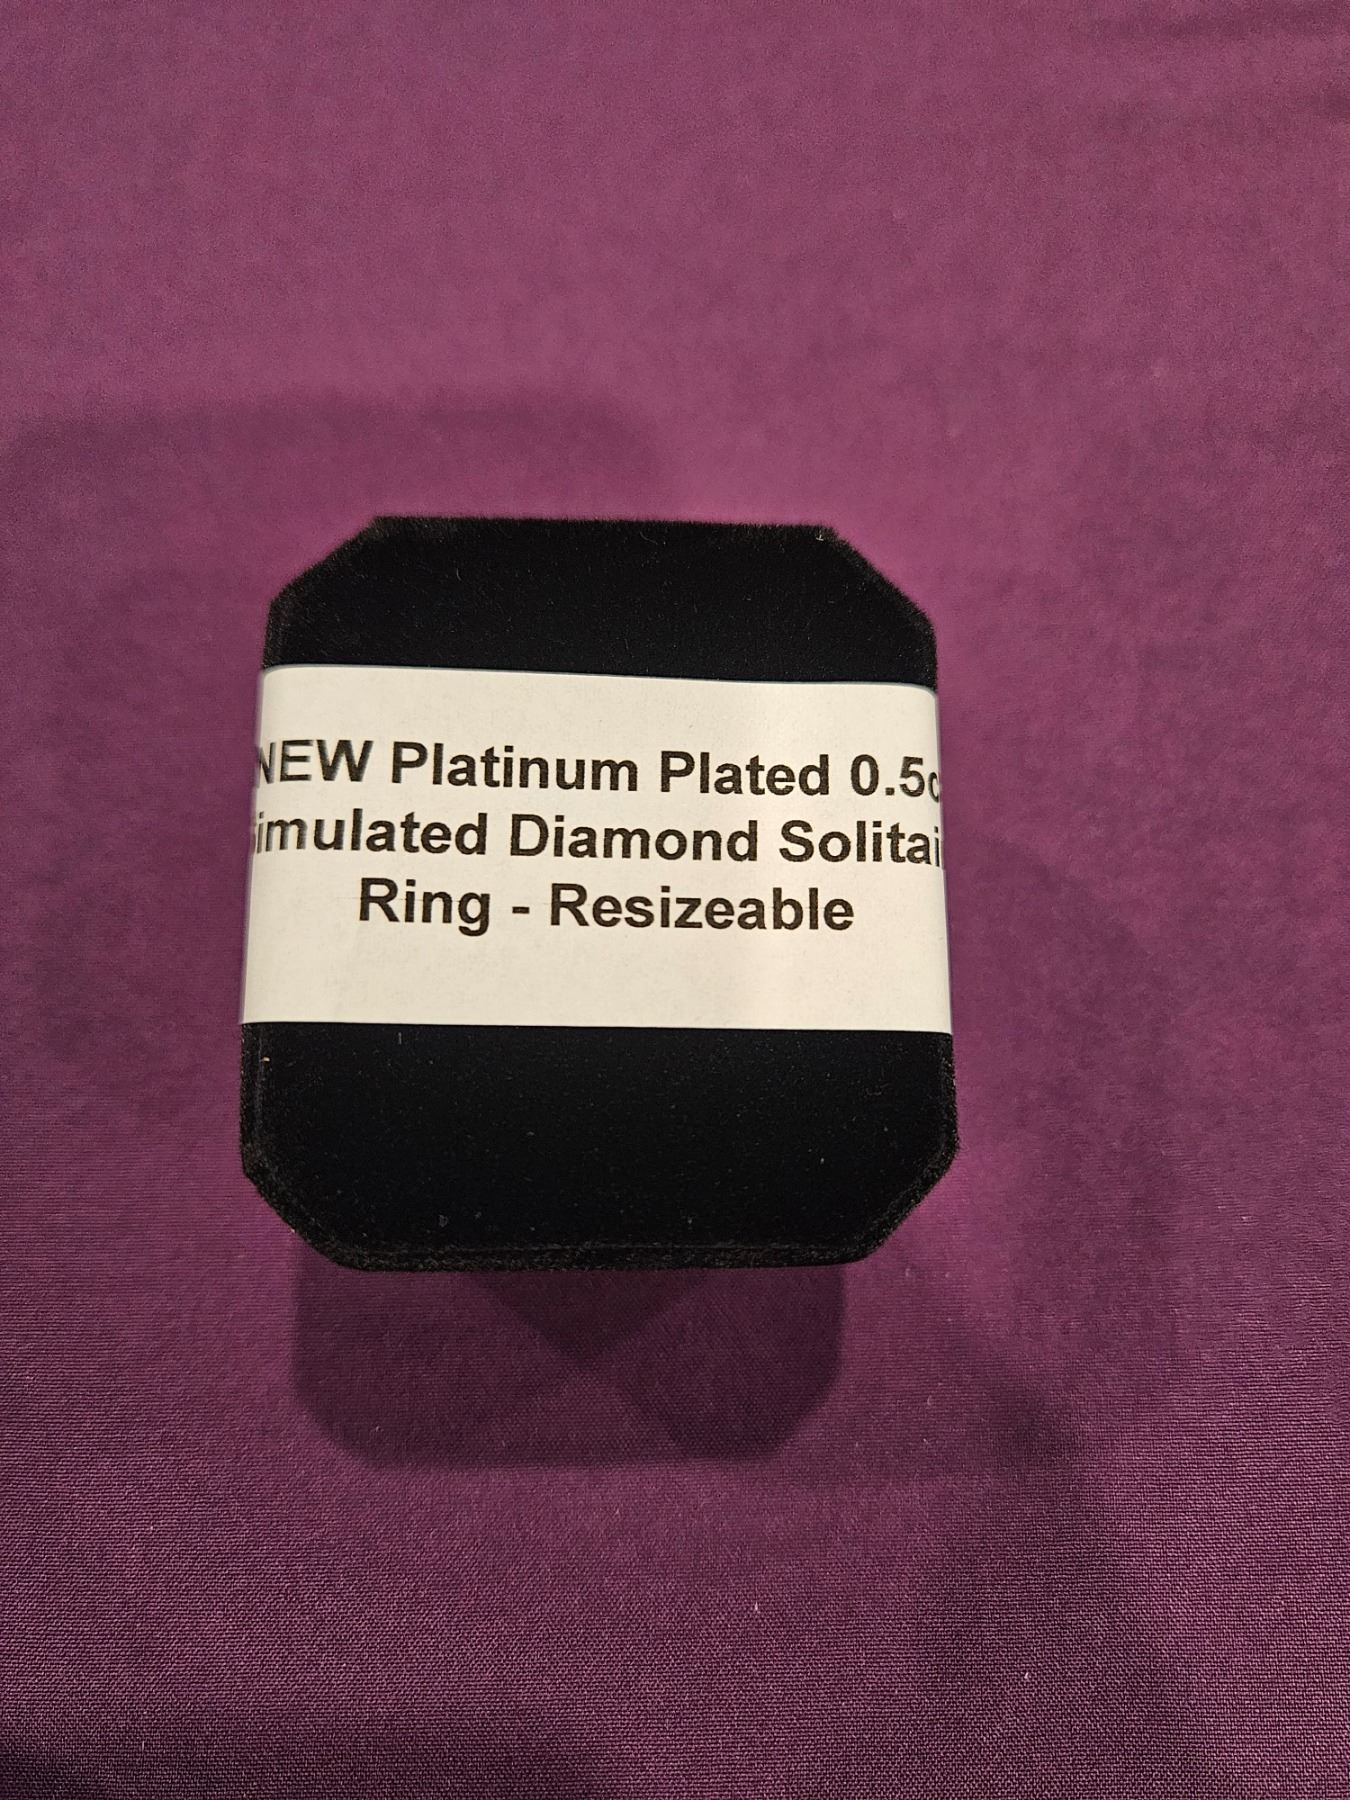 NEW Platinum Plated 0.5c
imulated Diamond Solitai
Ring - Resizeable